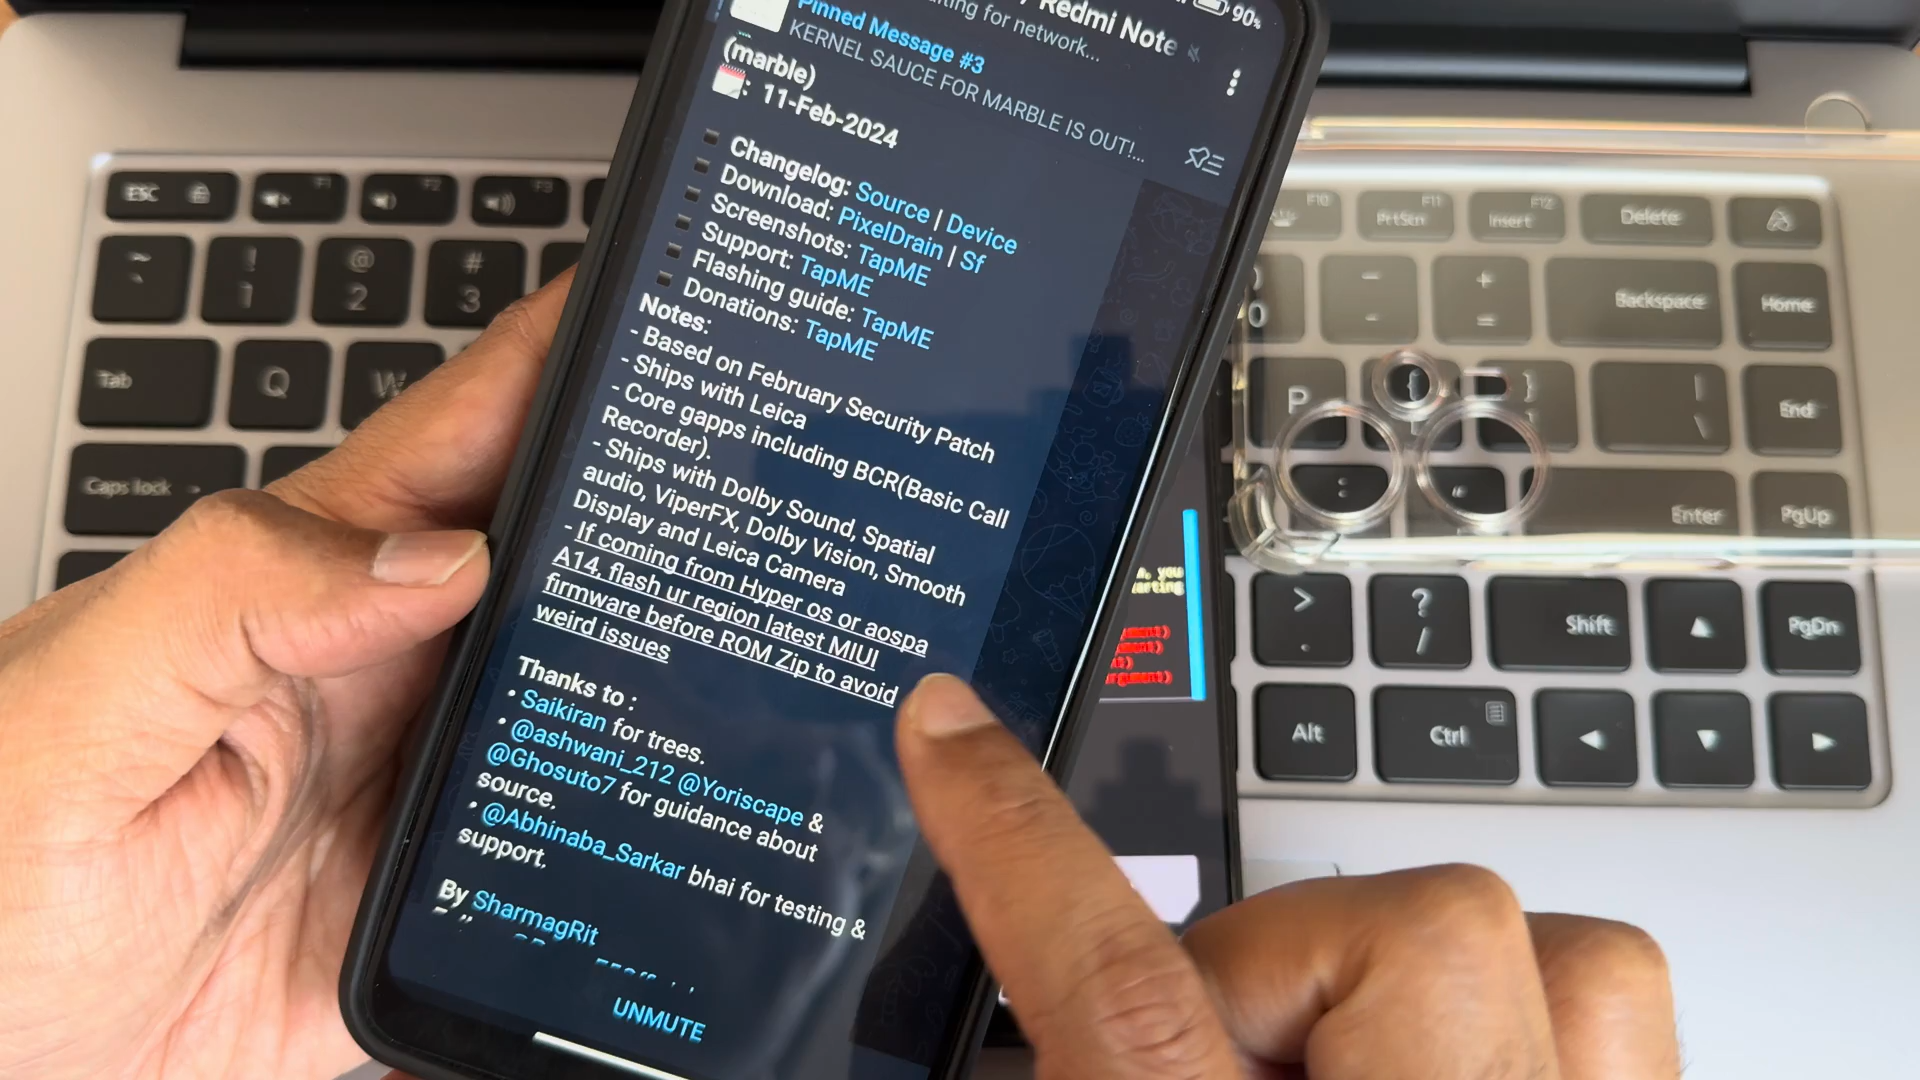 90%
Redmi Note
for network...
Pinned Message #3
KERNEL SAUCE FOR MARBLE IS OUT!...
(marble)
: 11-Feb-2024
Changelog: Source | Device
Download: PixelDrain | Sf
Screenshots: TapME
Support: TapME
Flashing guide: TapME
Donations: TapME
Notes:
- Based on February Security Patch
- Ships with Leica
- Core gapps including BCR(Basic Call
Recorder).
- Ships with Dolby Sound, Spatial
audio, ViperFX, Dolby Vision, Smooth
Display and Leica Camera
- If coming from Hyper os or aospa
A14, flash ur region latest MIUI
firmware before ROM Zip to avoid
weird issues
Thanks to :
• Saikiran for trees.
• @ashwani_212 @Yoriscape &
@Ghosuto7 for guidance about
source.
• @Abhinaba_Sarkar bhai for testing &
support.
By SharmagRit
UNMUTE
ESC
F1
F2
F3
F10
F11
F12
PrtScn
Insert
Delete
~
`
!
1
@
2
#
3
0
_
-
+
=
Backspace
Home
Tab
Q
W
P
{
}
|
\
End
Caps lock
:
"
Enter
PgUp
>
.
?
/
Shift
PgDn
Alt
Ctrl